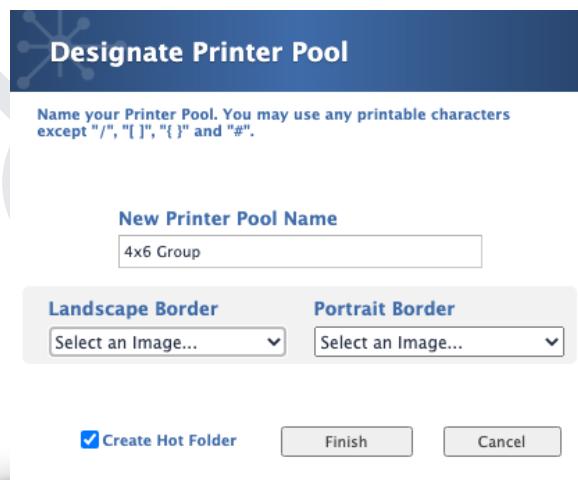 Designate Printer Pool
Name your Printer Pool. You may use any printable characters
except "/", "[ ]", "{ }" and "#".
New Printer Pool Name
4x6 Group
Landscape Border
Portrait Border
Select an Image...
Select an Image...
Create Hot Folder
Finish
Cancel